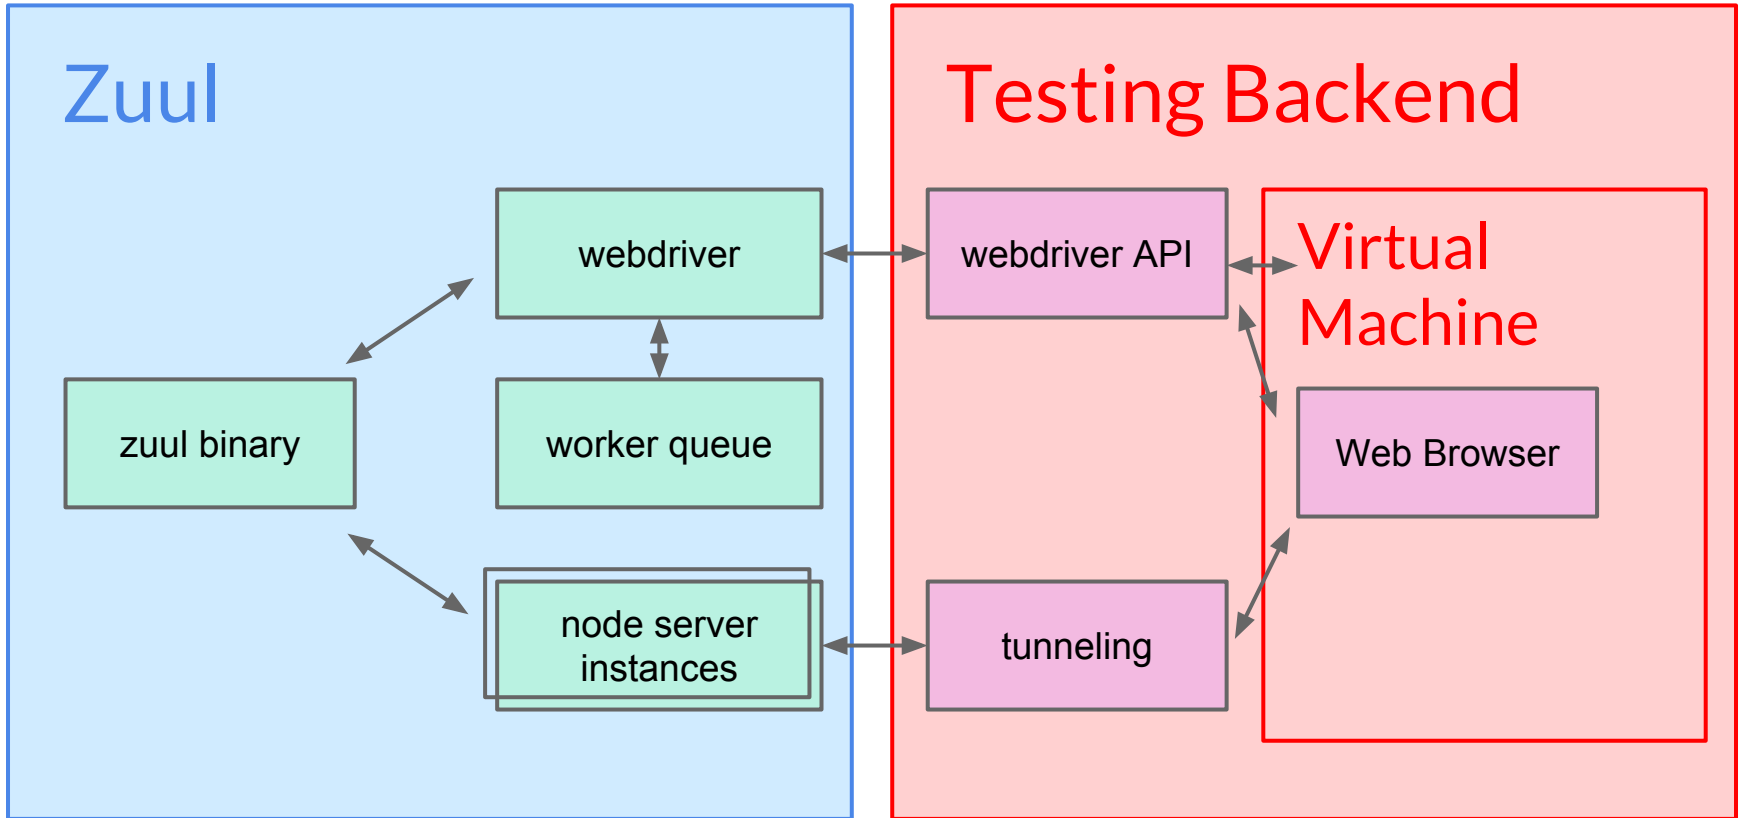 Zuul
Testing Backend
webdriver
webdriver API
Virtual
Machine
zuul binary
worker queue
Web Browser
node server
instances
tunneling